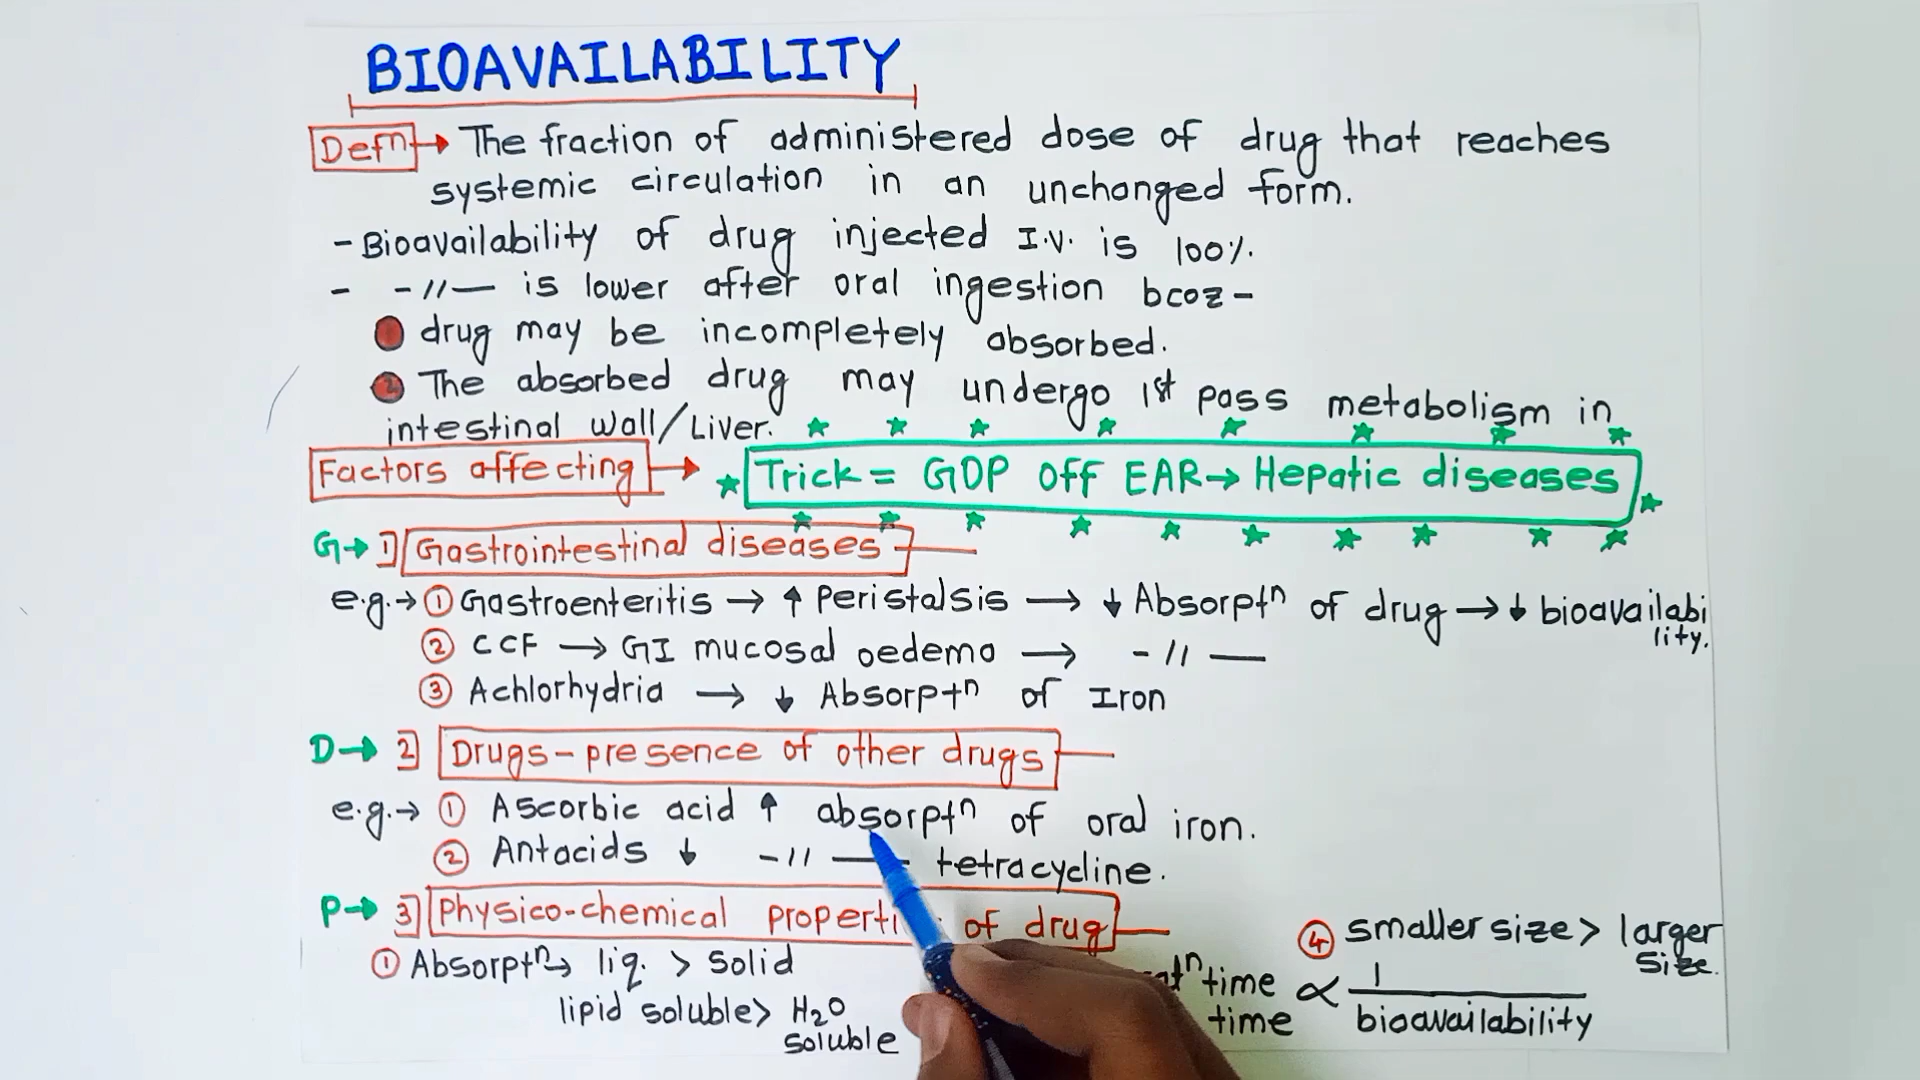 BIOAVAILABILITY
Defⁿ → The fraction of administered dose of drug that reaches
systemic circulation in an unchanged form.
- Bioavailability of drug injected I.V. is 100%.
- -〃- is lower after oral ingestion bcoz -
drug may be incompletely absorbed.
2 The absorbed drug may undergo 1st pass metabolism in
intestinal wall/Liver.
Factors affecting → Trick = GDP Off EAR → Hepatic diseases
G → 1] Gastrointestinal diseases
e.g. → ① Gastroenteritis → ↑ Peristalsis → ↓ Absorptⁿ of drug → ↓ bioavailabi
lity.
② CCF → GI mucosal oedema → -〃-
③ Achlorhydria → ↓ Absorptⁿ of Iron
D → 2] Drugs - presence of other drugs
e.g. → ① Ascorbic acid ↑ absorptⁿ of oral iron.
② Antacids ↓ -〃- tetracycline.
P → 3] Physico-chemical of drug
① Absorptⁿ → liq. > Solid
lipid soluble > H2O
soluble
④ smaller size > larger
size.
time ∝ 1
time bioavailability